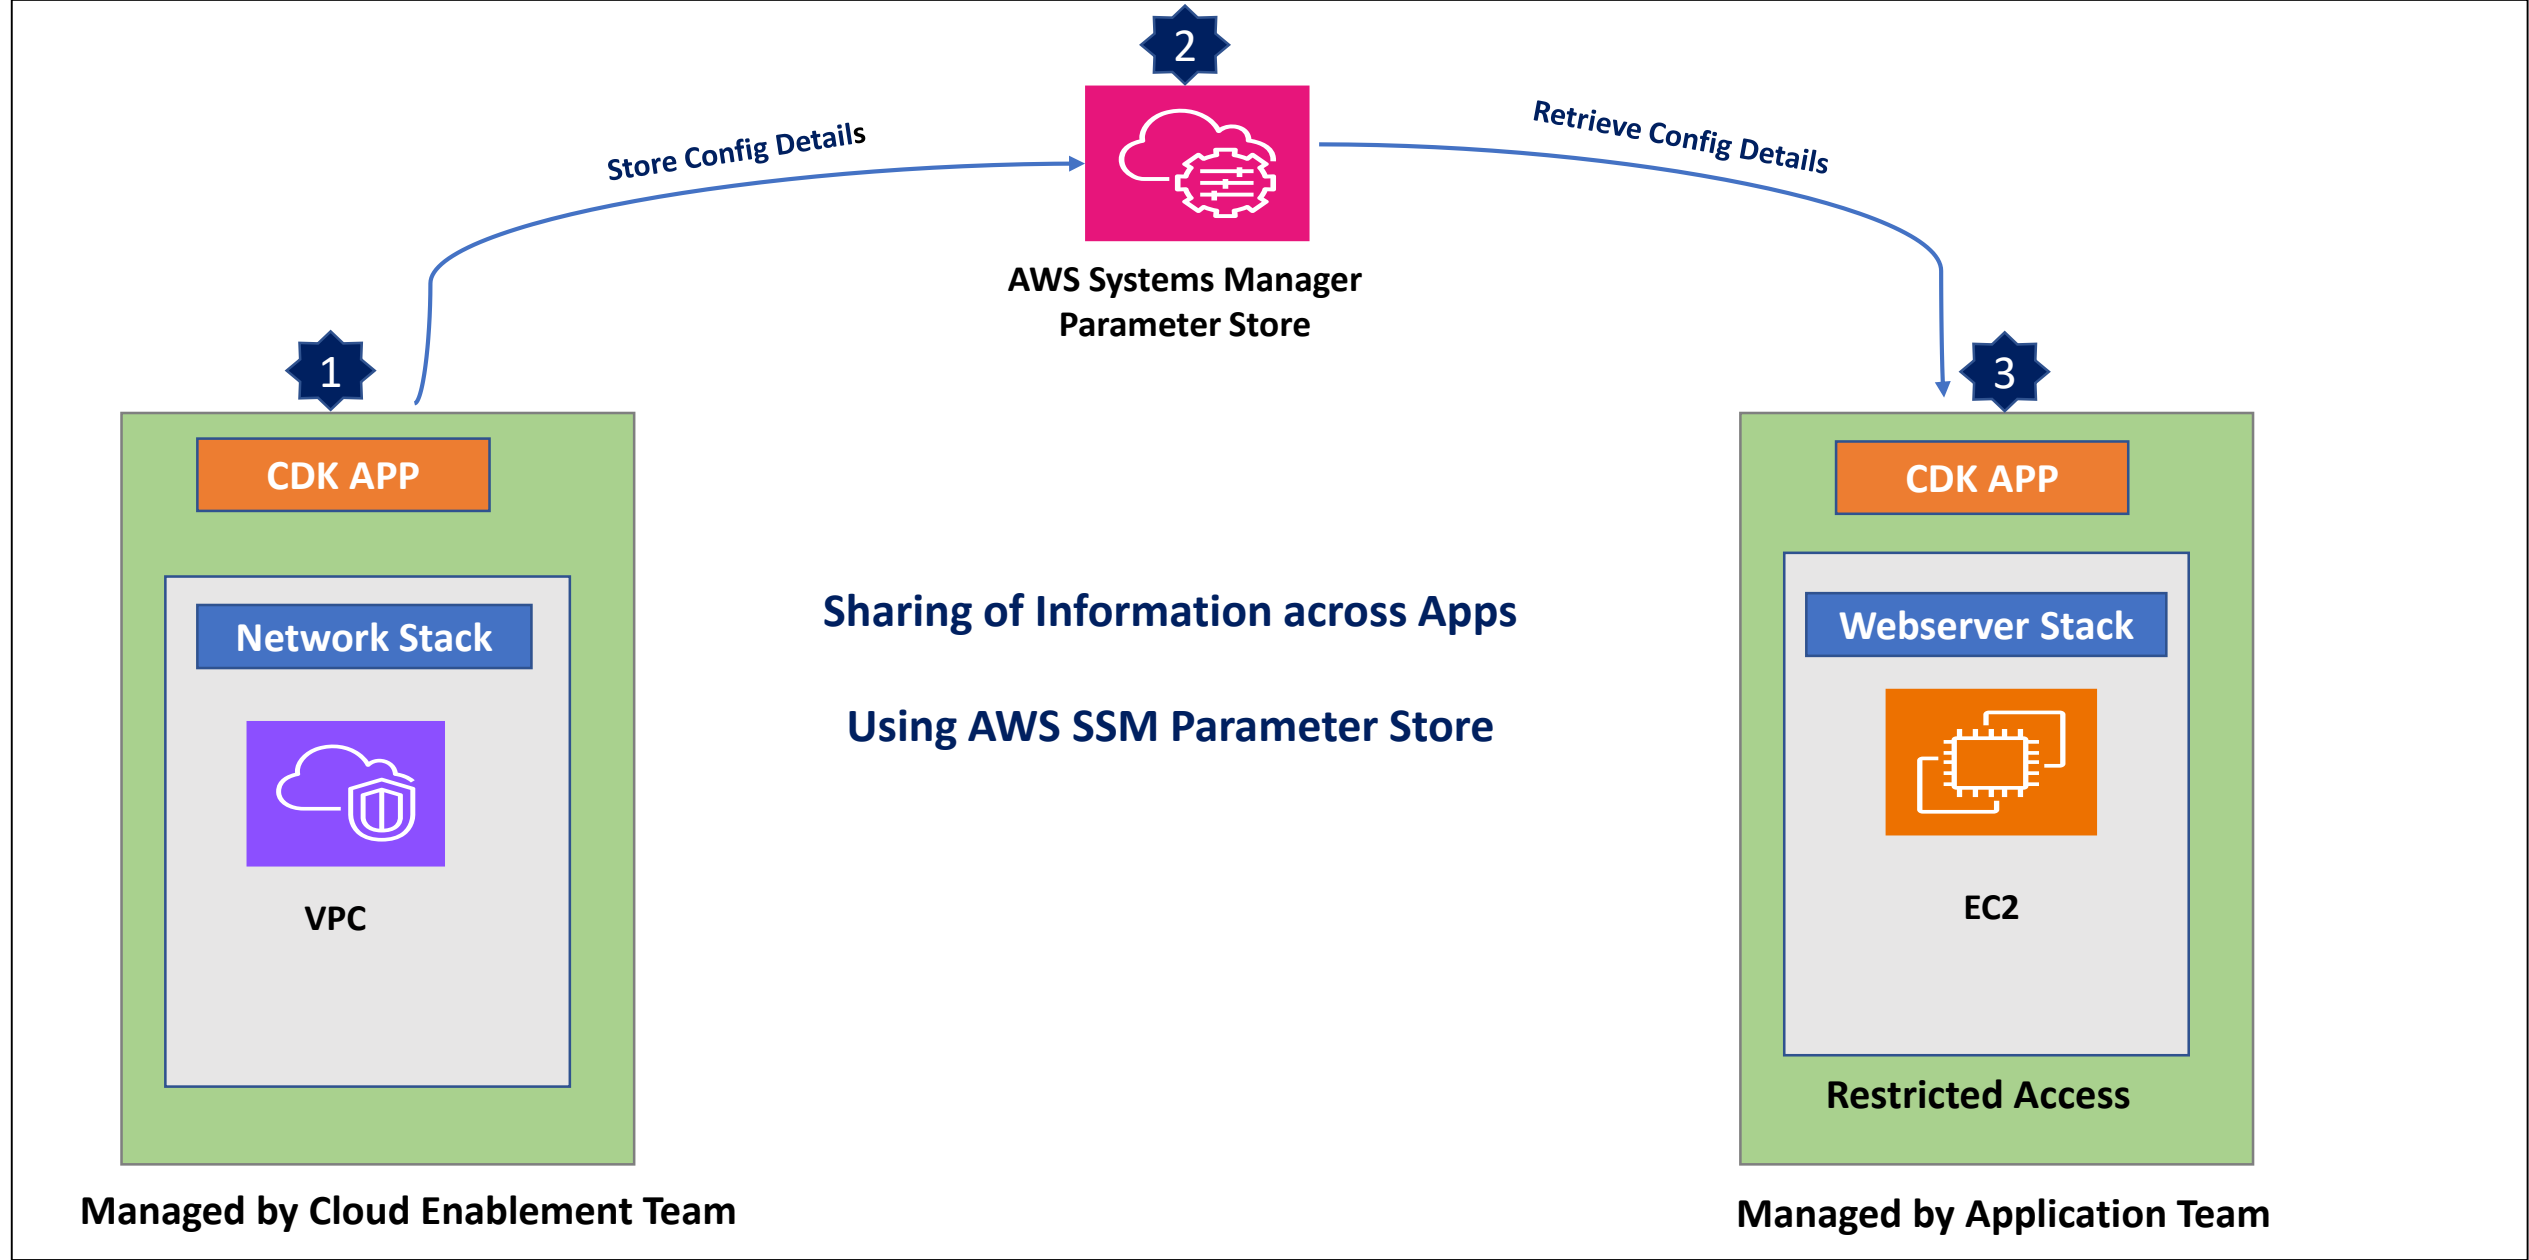 2
Store Config Details
Retrieve Config Details
AWS Systems Manager
Parameter Store
1
3
CDK APP
CDK APP
Network Stack
Webserver Stack
Sharing of Information across Apps
Using AWS SSM Parameter Store
VPC
EC2
Restricted Access
Managed by Cloud Enablement Team
Managed by Application Team